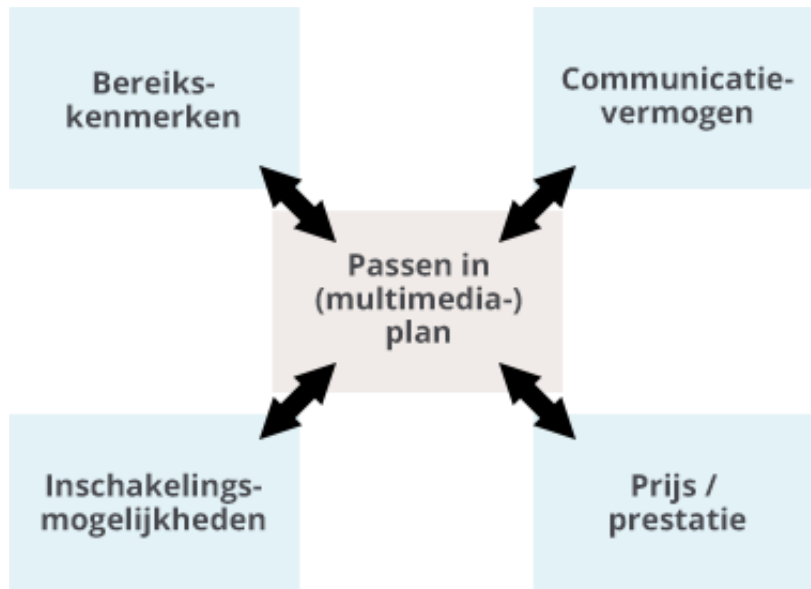 Bereiks-
kenmerken
Communicatie-
vermogen
Passen in
(multimedia-)
plan
Inschakelings-
mogelijkheden
Prijs /
prestatie